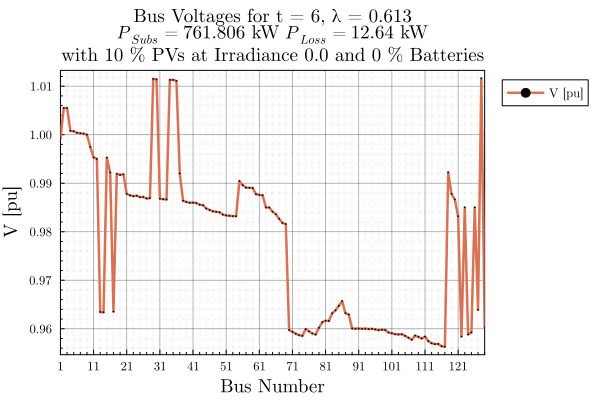 Bus Voltages for t = 6, λ = 0.613
P_Subs = 761.806 kW P_Loss = 12.64 kW
with 10 % PVs at Irradiance 0.0 and 0 % Batteries
V [pu]
1.01
1.00
0.99
0.98
0.97
0.96
V [pu]
1 11 21 31 41 51 61 71 81 91 101 111 121
Bus Number